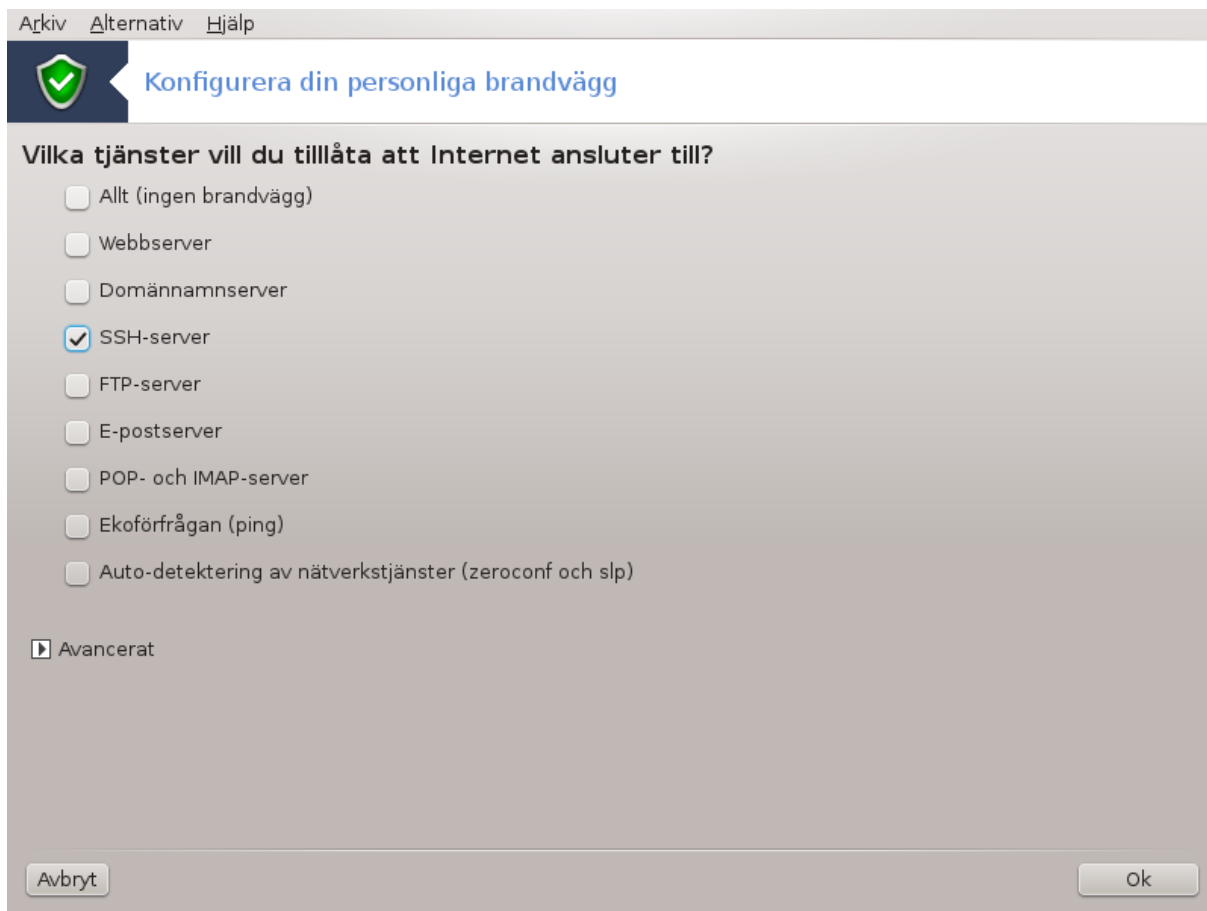 Arkiv Alternativ Hjälp
Konfigurera din personliga brandvägg
Vilka tjänster vill du tilllåta att Internet ansluter till?
Allt (ingen brandvägg)
Webbserver
Domännamnserver
SSH-server
FTP-server
E-postserver
POP- och IMAP-server
Ekoförfrågan (ping)
Auto-detektering av nätverkstjänster (zeroconf och slp)
Avancerat
Avbryt Ok